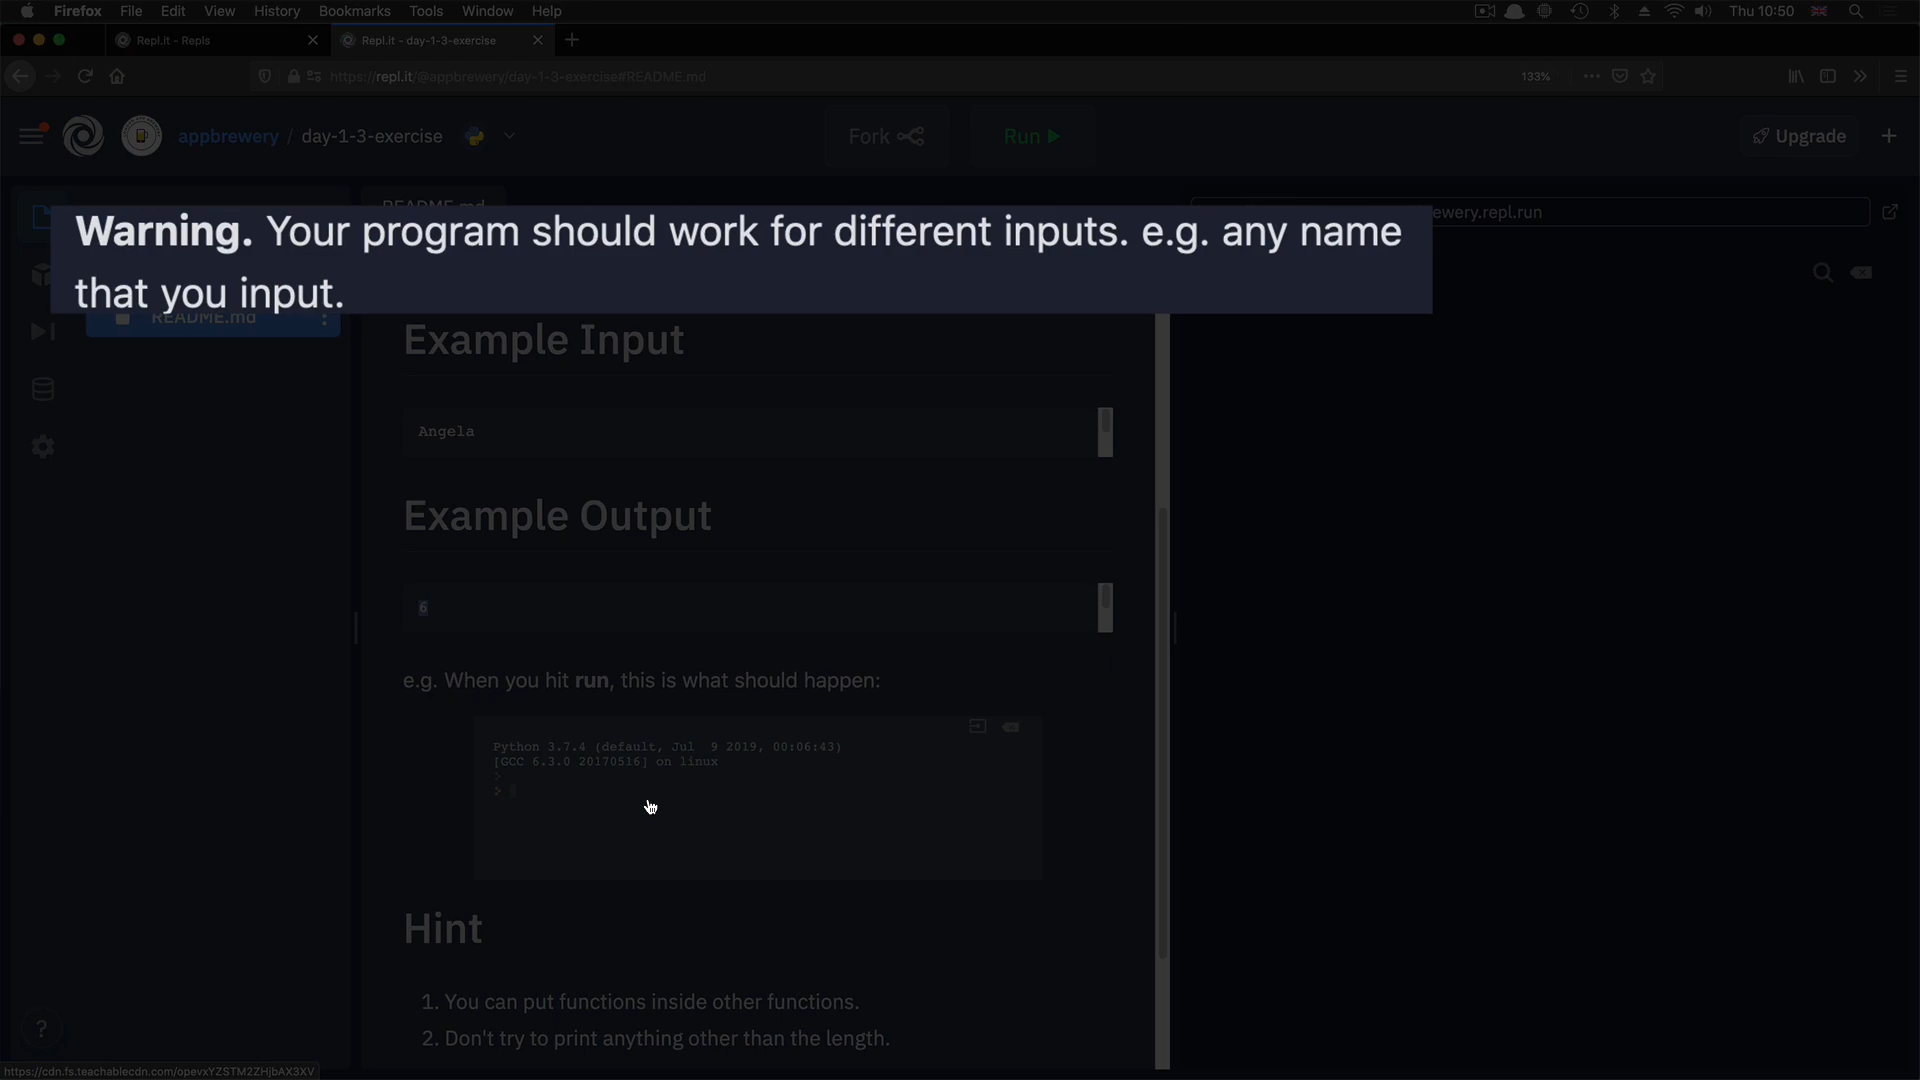 Firefox File Edit View History Bookmarks Tools Window Help Thu 10:50
Repl.it - Repls Repl.it - day-1-3-exercise
https://repl.it/@appbrewery/day-1-3-exercise#README.md 133%
appbrewery / day-1-3-exercise Fork Run Upgrade
README.md
ewery.repl.run
Warning. Your program should work for different inputs. e.g. any name
that you input.
README.md
Example Input
Angela
Example Output
6
e.g. When you hit run, this is what should happen:
Python 3.7.4 (default, Jul 9 2019, 00:06:43)
[GCC 6.3.0 20170516] on linux
>
>
Hint
1. You can put functions inside other functions.
2. Don't try to print anything other than the length.
?
https://cdn.fs.teachablecdn.com/opevxYZSTM2ZHjbAX3XV